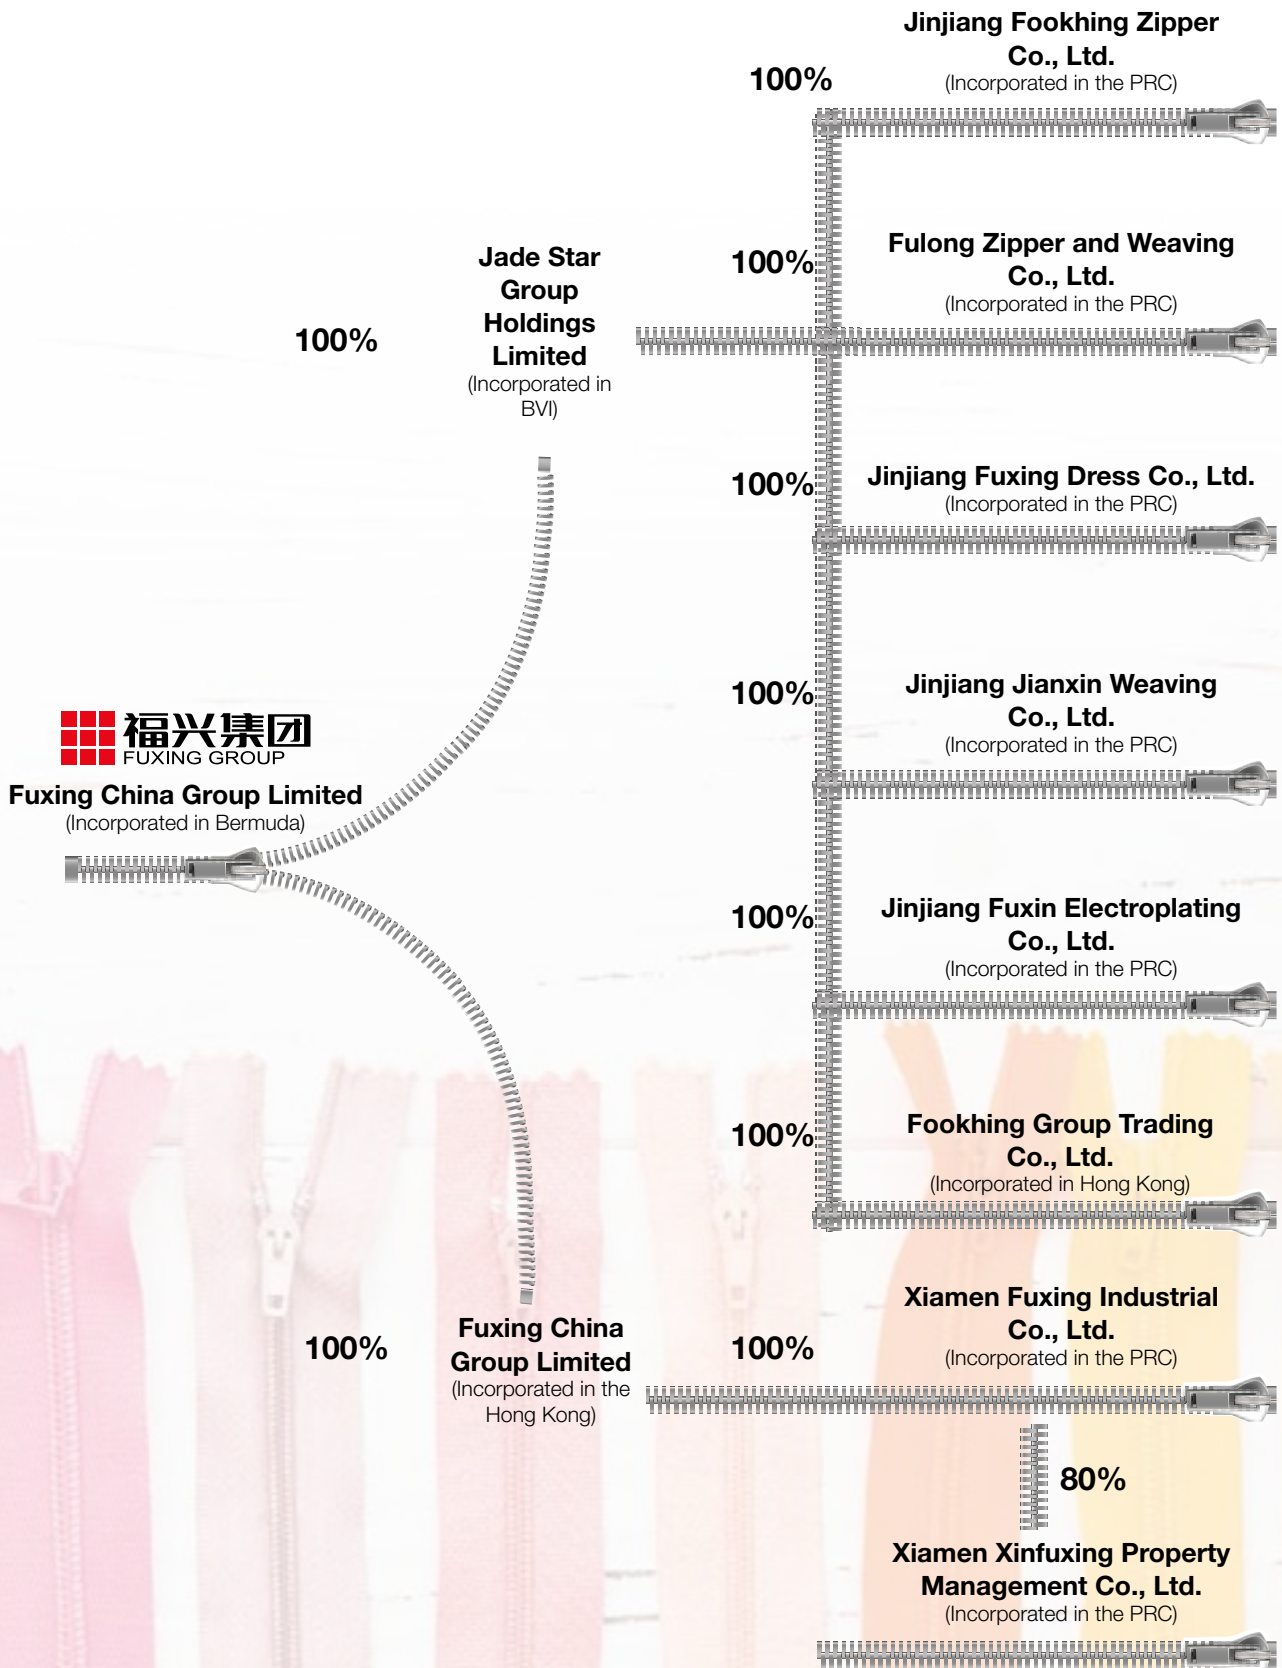 Jinjiang Fookhing Zipper
Co., Ltd.
(Incorporated in the PRC)
100%
Fulong Zipper and Weaving
Co., Ltd.
(Incorporated in the PRC)
100%
Jade Star
Group
Holdings
Limited
(Incorporated in
BVI)
100%
Jinjiang Fuxing Dress Co., Ltd.
(Incorporated in the PRC)
100%
Jinjiang Jianxin Weaving
Co., Ltd.
(Incorporated in the PRC)
100%
福兴集团
FUXING GROUP
Fuxing China Group Limited
(Incorporated in Bermuda)
Jinjiang Fuxin Electroplating
Co., Ltd.
(Incorporated in the PRC)
100%
Fookhing Group Trading
Co., Ltd.
(Incorporated in Hong Kong)
100%
Xiamen Fuxing Industrial
Co., Ltd.
(Incorporated in the PRC)
100%
Fuxing China
Group Limited
(Incorporated in the
Hong Kong)
100%
80%
Xiamen Xinfuxing Property
Management Co., Ltd.
(Incorporated in the PRC)